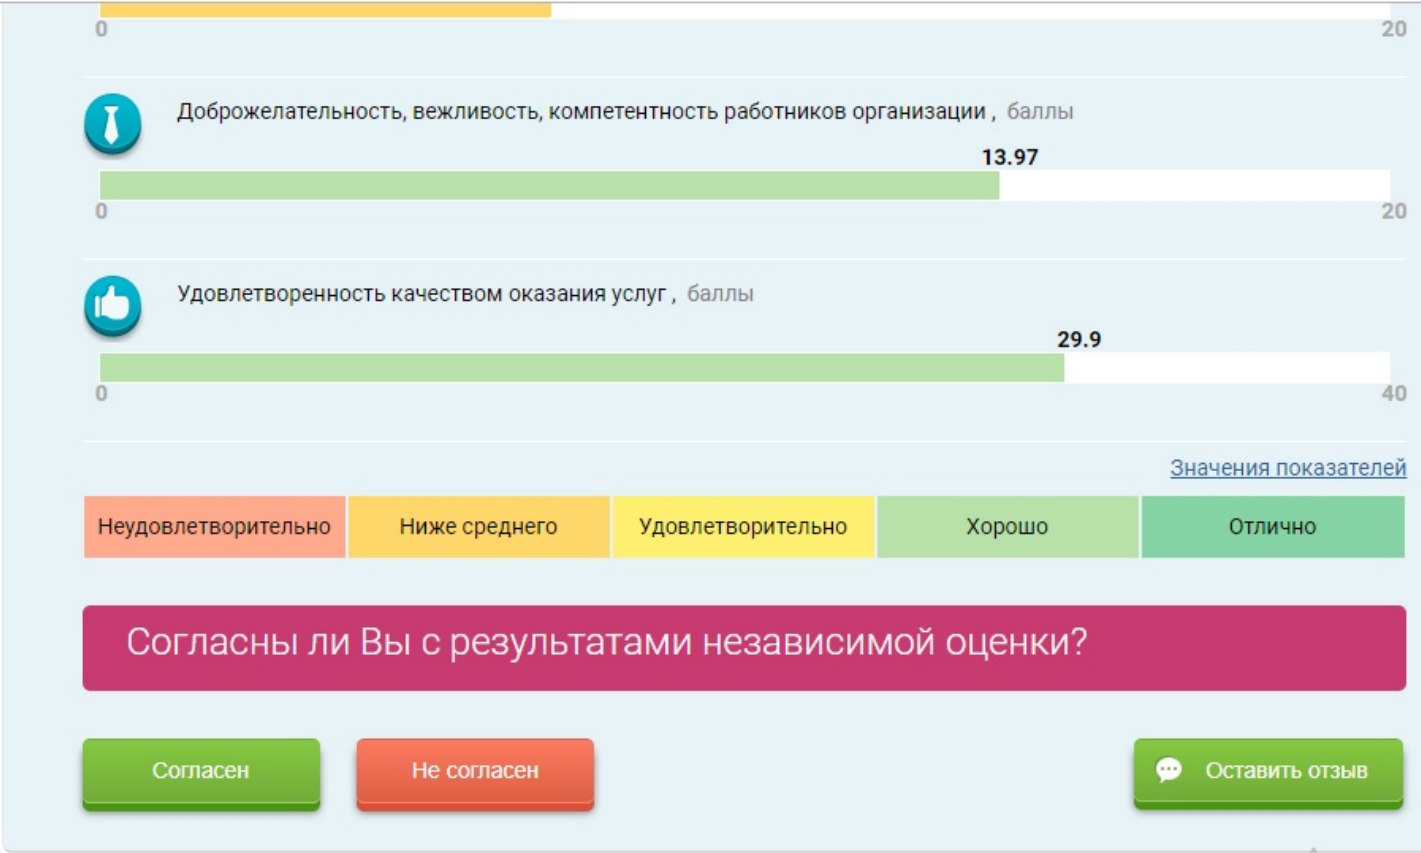 0 20
Доброжелательность, вежливость, компетентность работников организации , баллы
13.97
0 20
Удовлетворенность качеством оказания услуг , баллы
29.9
0 40
Значения показателей
Неудовлетворительно Ниже среднего Удовлетворительно Хорошо Отлично
Согласны ли Вы с результатами независимой оценки?
Согласен Не согласен Оставить отзыв